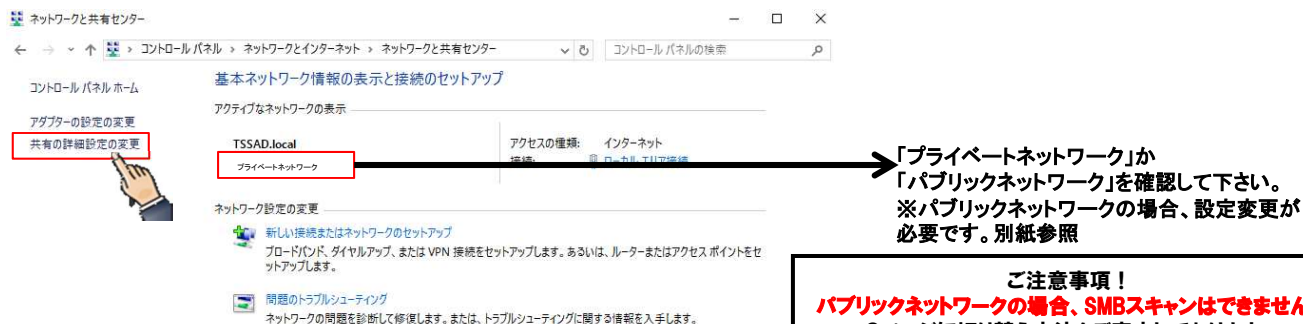 ネットワークと共有センター
コントロール パネル › ネットワークとインターネット › ネットワークと共有センター
コントロール パネルの検索
コントロール パネル ホーム
アダプターの設定の変更
共有の詳細設定の変更
基本ネットワーク情報の表示と接続のセットアップ
アクティブなネットワークの表示
TSSAD.local
プライベートネットワーク
アクセスの種類: インターネット
接続: ローカル エリア接続
ネットワーク設定の変更
新しい接続またはネットワークのセットアップ
ブロードバンド、ダイヤルアップ、または VPN 接続をセットアップします。あるいは、ルーターまたはアクセス ポイントをセ
ットアップします。
問題のトラブルシューティング
ネットワークの問題を診断して修復します。または、トラブルシューティングに関する情報を入手します。
「プライベートネットワーク」か
「パブリックネットワーク」を確認して下さい。
※パブリックネットワークの場合、設定変更が
必要です。別紙参照
ご注意事項！
パブリックネットワークの場合、SMBスキャンはできません